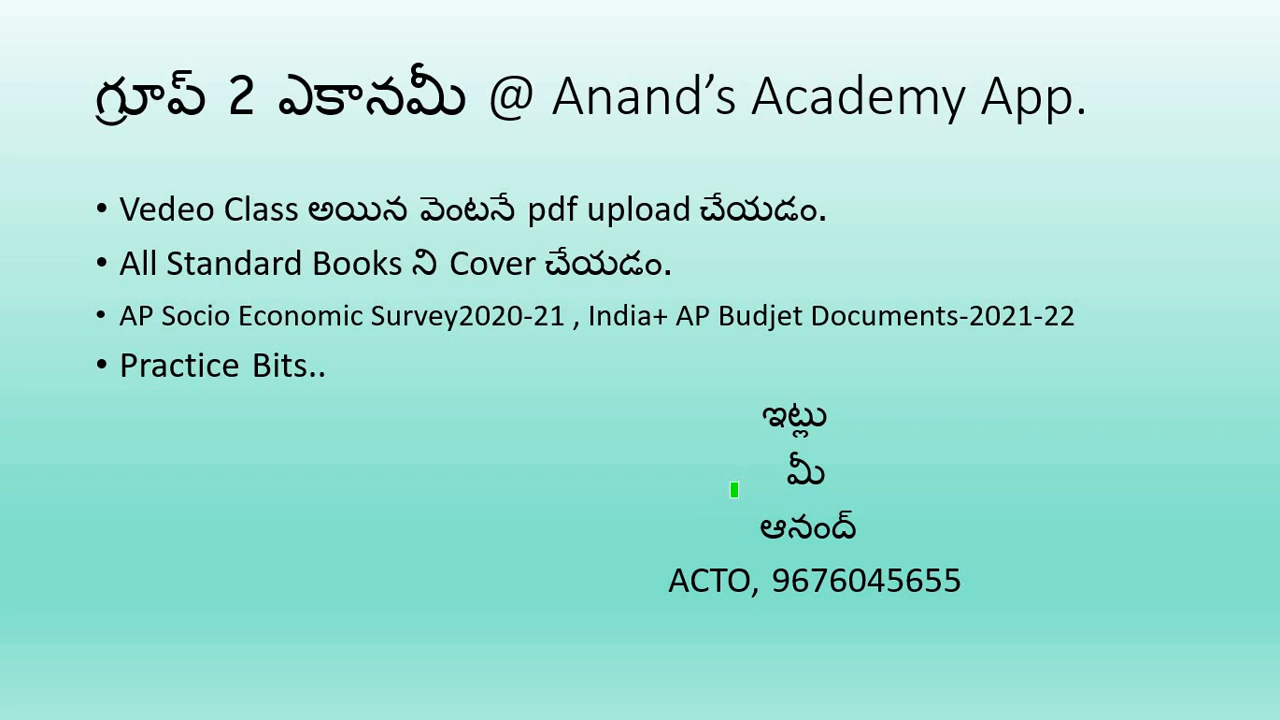 గ్రూప్ 2 ఎకానమీ @ Anand’s Academy App.
• Vedeo Class అయిన వెంటనే pdf upload చేయడం.
• All Standard Books ని Cover చేయడం.
• AP Socio Economic Survey2020-21 , India+ AP Budjet Documents-2021-22
• Practice Bits..
ఇట్లు
మీ
ఆనంద్
ACTO, 9676045655